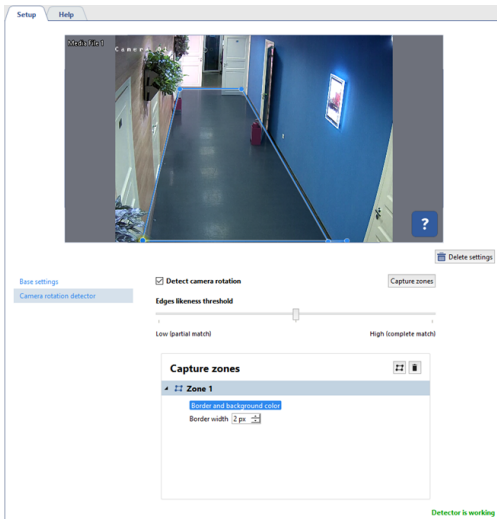 Setup Help
Media File 1
Camera 01
?
Delete settings
Base settings
Camera rotation detector
Detect camera rotation
Capture zones
Edges likeness threshold
Low (partial match) High (complete match)
Capture zones
Zone 1
Border and background color
Border width 2 px
Detector is working